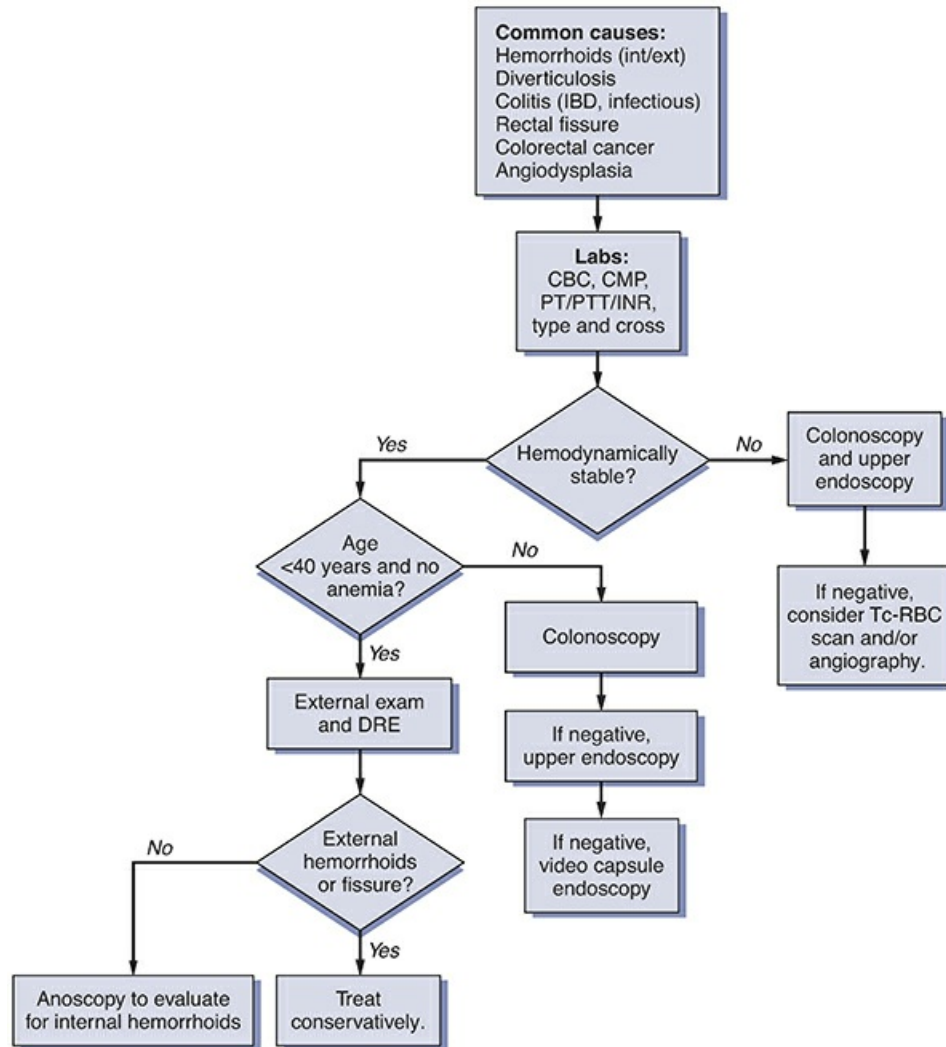 Common causes:
Hemorrhoids (int/ext)
Diverticulosis
Colitis (IBD, infectious)
Rectal fissure
Colorectal cancer
Angiodysplasia
Labs:
CBC, CMP,
PT/PTT/INR,
type and cross
Hemodynamically
stable?
Yes
No
Colonoscopy
and upper
endoscopy
If negative,
consider Tc-RBC
scan and/or
angiography.
Age
<40 years and no
anemia?
No
Colonoscopy
If negative,
upper endoscopy
If negative,
video capsule
endoscopy
Yes
External exam
and DRE
External
hemorrhoids
or fissure?
No
Anoscopy to evaluate
for internal hemorrhoids
Yes
Treat
conservatively.